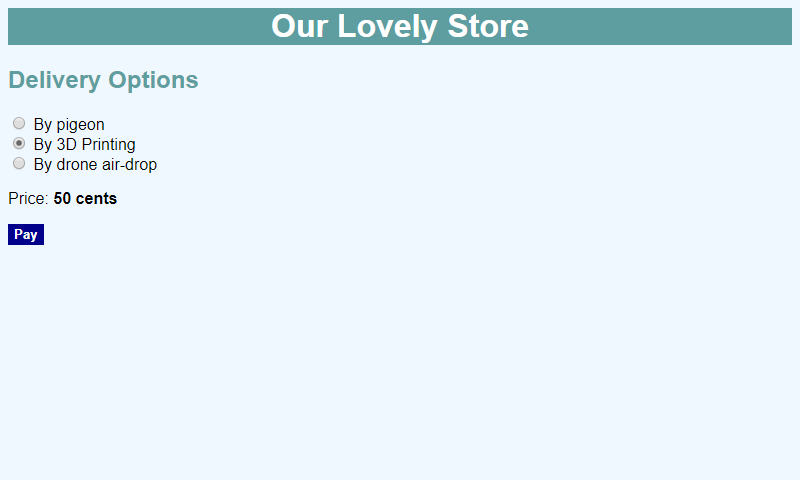 Our Lovely Store
Delivery Options
By pigeon
By 3D Printing
By drone air-drop
Price: 50 cents
Pay